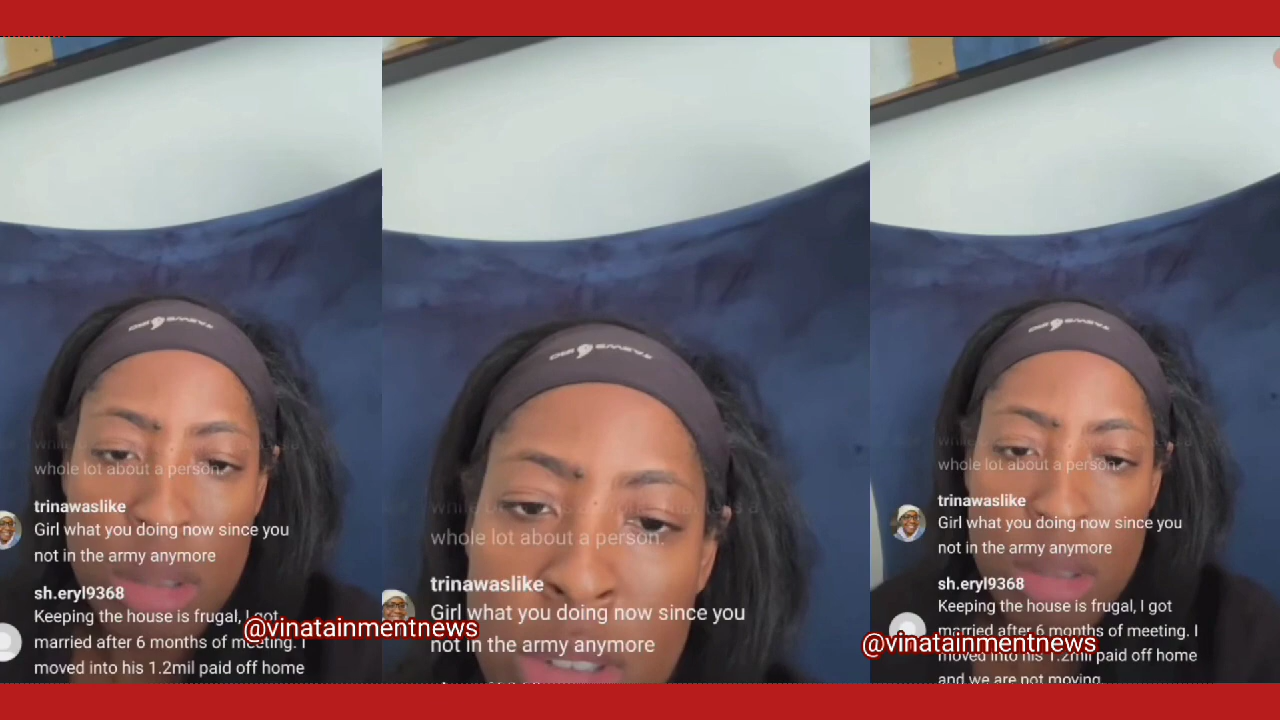 whole lot about a person.
trinawaslike
Girl what you doing now since you
not in the army anymore
sh.eryl9368
Keeping the house is frugal, I got
married after 6 months of meeting. I
moved into his 1.2mil paid off home
@vinatainmentnews
whole lot about a person.
trinawaslike
Girl what you doing now since you
not in the army anymore
whole lot about a person.
trinawaslike
Girl what you doing now since you
not in the army anymore
sh.eryl9368
Keeping the house is frugal, I got
married after 6 months of meeting. I
moved into his 1.2mil paid off home
and we are not moving.
@vinatainmentnews